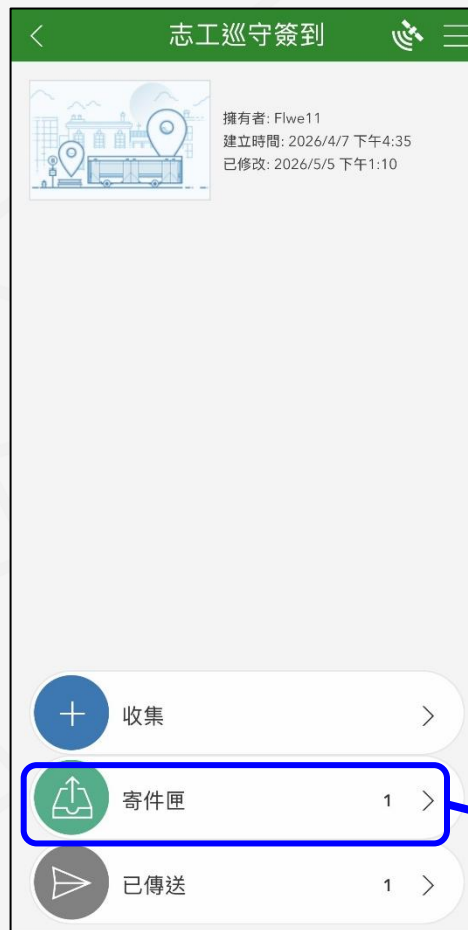 志工巡守簽到
擁有者: Flwe11
建立時間: 2026/4/7 下午4:35
已修改: 2026/5/5 下午1:10
收集
寄件匣 1
已傳送 1